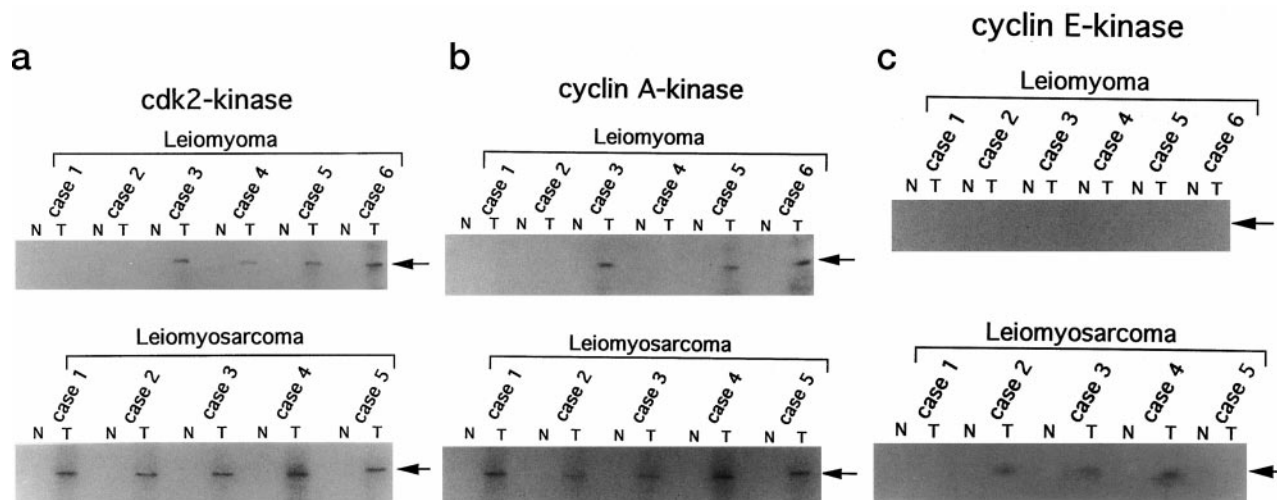 a
cdk2-kinase
Leiomyoma
case 1 case 2 case 3 case 4 case 5 case 6
N T N T N T N T N T N T
Leiomyosarcoma
case 1 case 2 case 3 case 4 case 5
N T N T N T N T N T
b
cyclin A-kinase
Leiomyoma
case 1 case 2 case 3 case 4 case 5 case 6
N T N T N T N T N T N T
Leiomyosarcoma
case 1 case 2 case 3 case 4 case 5
N T N T N T N T N T
c
cyclin E-kinase
Leiomyoma
case 1 case 2 case 3 case 4 case 5 case 6
N T N T N T N T N T N T
Leiomyosarcoma
case 1 case 2 case 3 case 4 case 5
N T N T N T N T N T